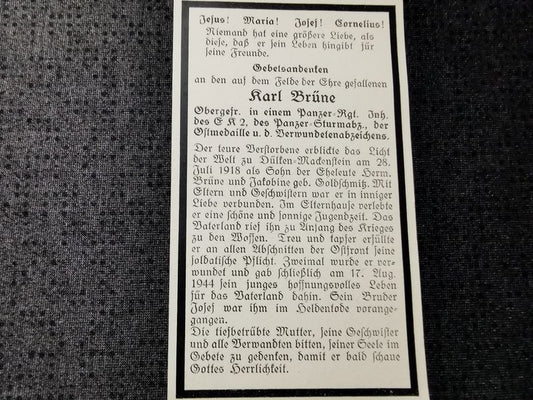 Jesus! Maria! Josef! Cornelius!
Niemand hat eine größere Liebe, als
diese, daß er sein Leben hingibt für
seine Freunde.
Gebetsandenken
an den auf dem Felde der Ehre gefallenen
Karl Brüne
Obergefr. in einem Panzer-Rgt. Inh.
des E K 2, des Panzer-Sturmabz., der
Ostmedaille u. d. Verwundetenabzeichens.
Der teure Verstorbene erblickte das Licht
der Welt zu Dülken-Mackenstein am 28.
Juli 1918 als Sohn der Eheleute Herm.
Brüne und Jakobine geb. Goldschmitz. Mit
Eltern und Geschwistern war er in inniger
Liebe verbunden. Im Elternhause verlebte
er eine schöne und sonnige Jugendzeit. Das
Vaterland rief ihn zu Anfang des Krieges
zu den Waffen. Treu und tapfer erfüllte
er an allen Abschnitten der Ostfront seine
soldatische Pflicht. Zweimal wurde er ver-
wundet und gab schließlich am 17. Aug.
1944 sein junges hoffnungsvolles Leben
für das Vaterland dahin. Sein Bruder
Josef war ihm im Heldentode vorange-
gangen.
Die tiefbetrübte Mutter, seine Geschwister
und alle Verwandten bitten, seiner Seele im
Gebete zu gedenken, damit er bald schaue
Gottes Herrlichkeit.